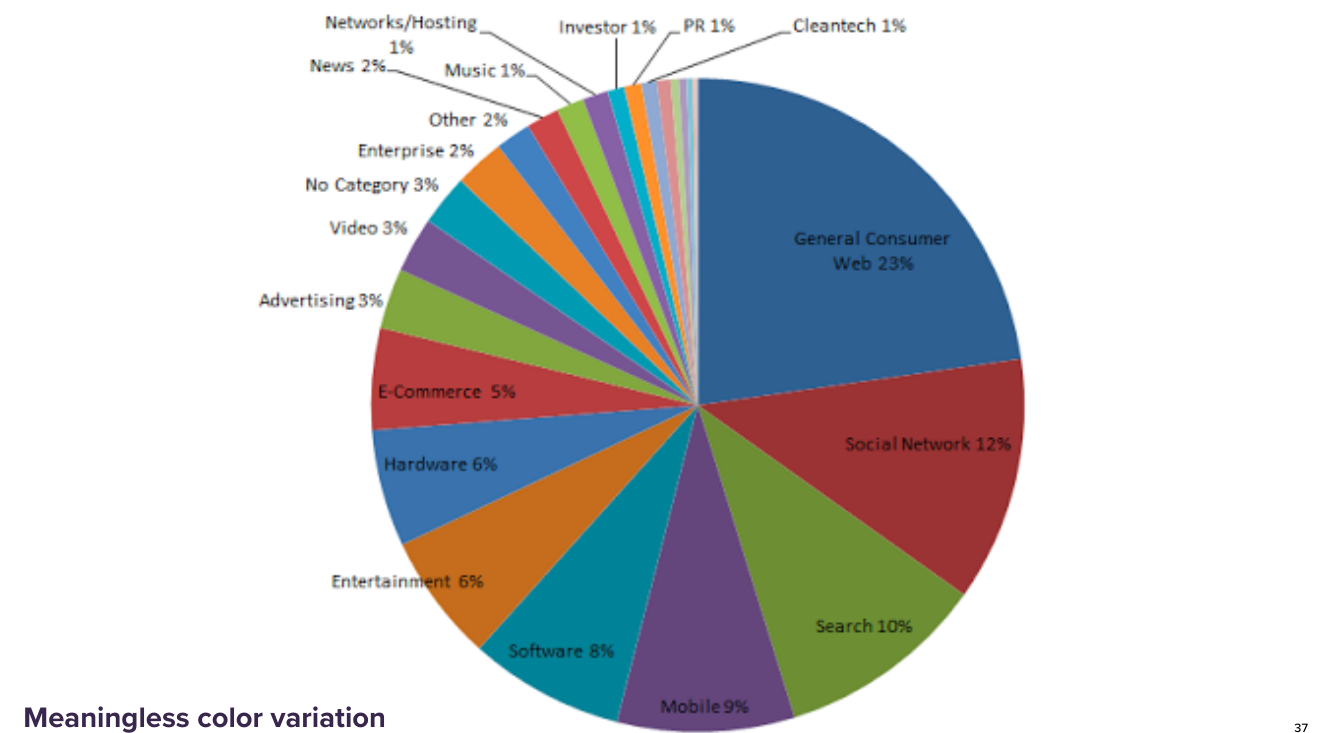 Networks/Hosting
1%
Investor 1%
PR 1%
Cleantech 1%
News 2%
Music 1%
Other 2%
Enterprise 2%
No Category 3%
Video 3%
General Consumer
Web 23%
Advertising 3%
E-Commerce 5%
Social Network 12%
Hardware 6%
Entertainment 6%
Search 10%
Software 8%
Mobile 9%
Meaningless color variation
37